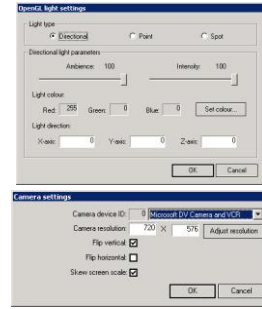 OpenGL light settings
Light type
Directional Point Spot
Directional light parameters
Ambience: 100 Intensity: 100
Light colour:
Red: 255 Green: 0 Blue: 0 Set colour...
Light direction:
X-axis: 0 Y-axis: 0 Z-axis: 0
OK Cancel
Camera settings
Camera device ID: 0 Microsoft DV Camera and VCR
Camera resolution: 720 X 576 Adjust resolution
Flip vertical:
Flip horizontal:
Skew screen scale:
OK Cancel